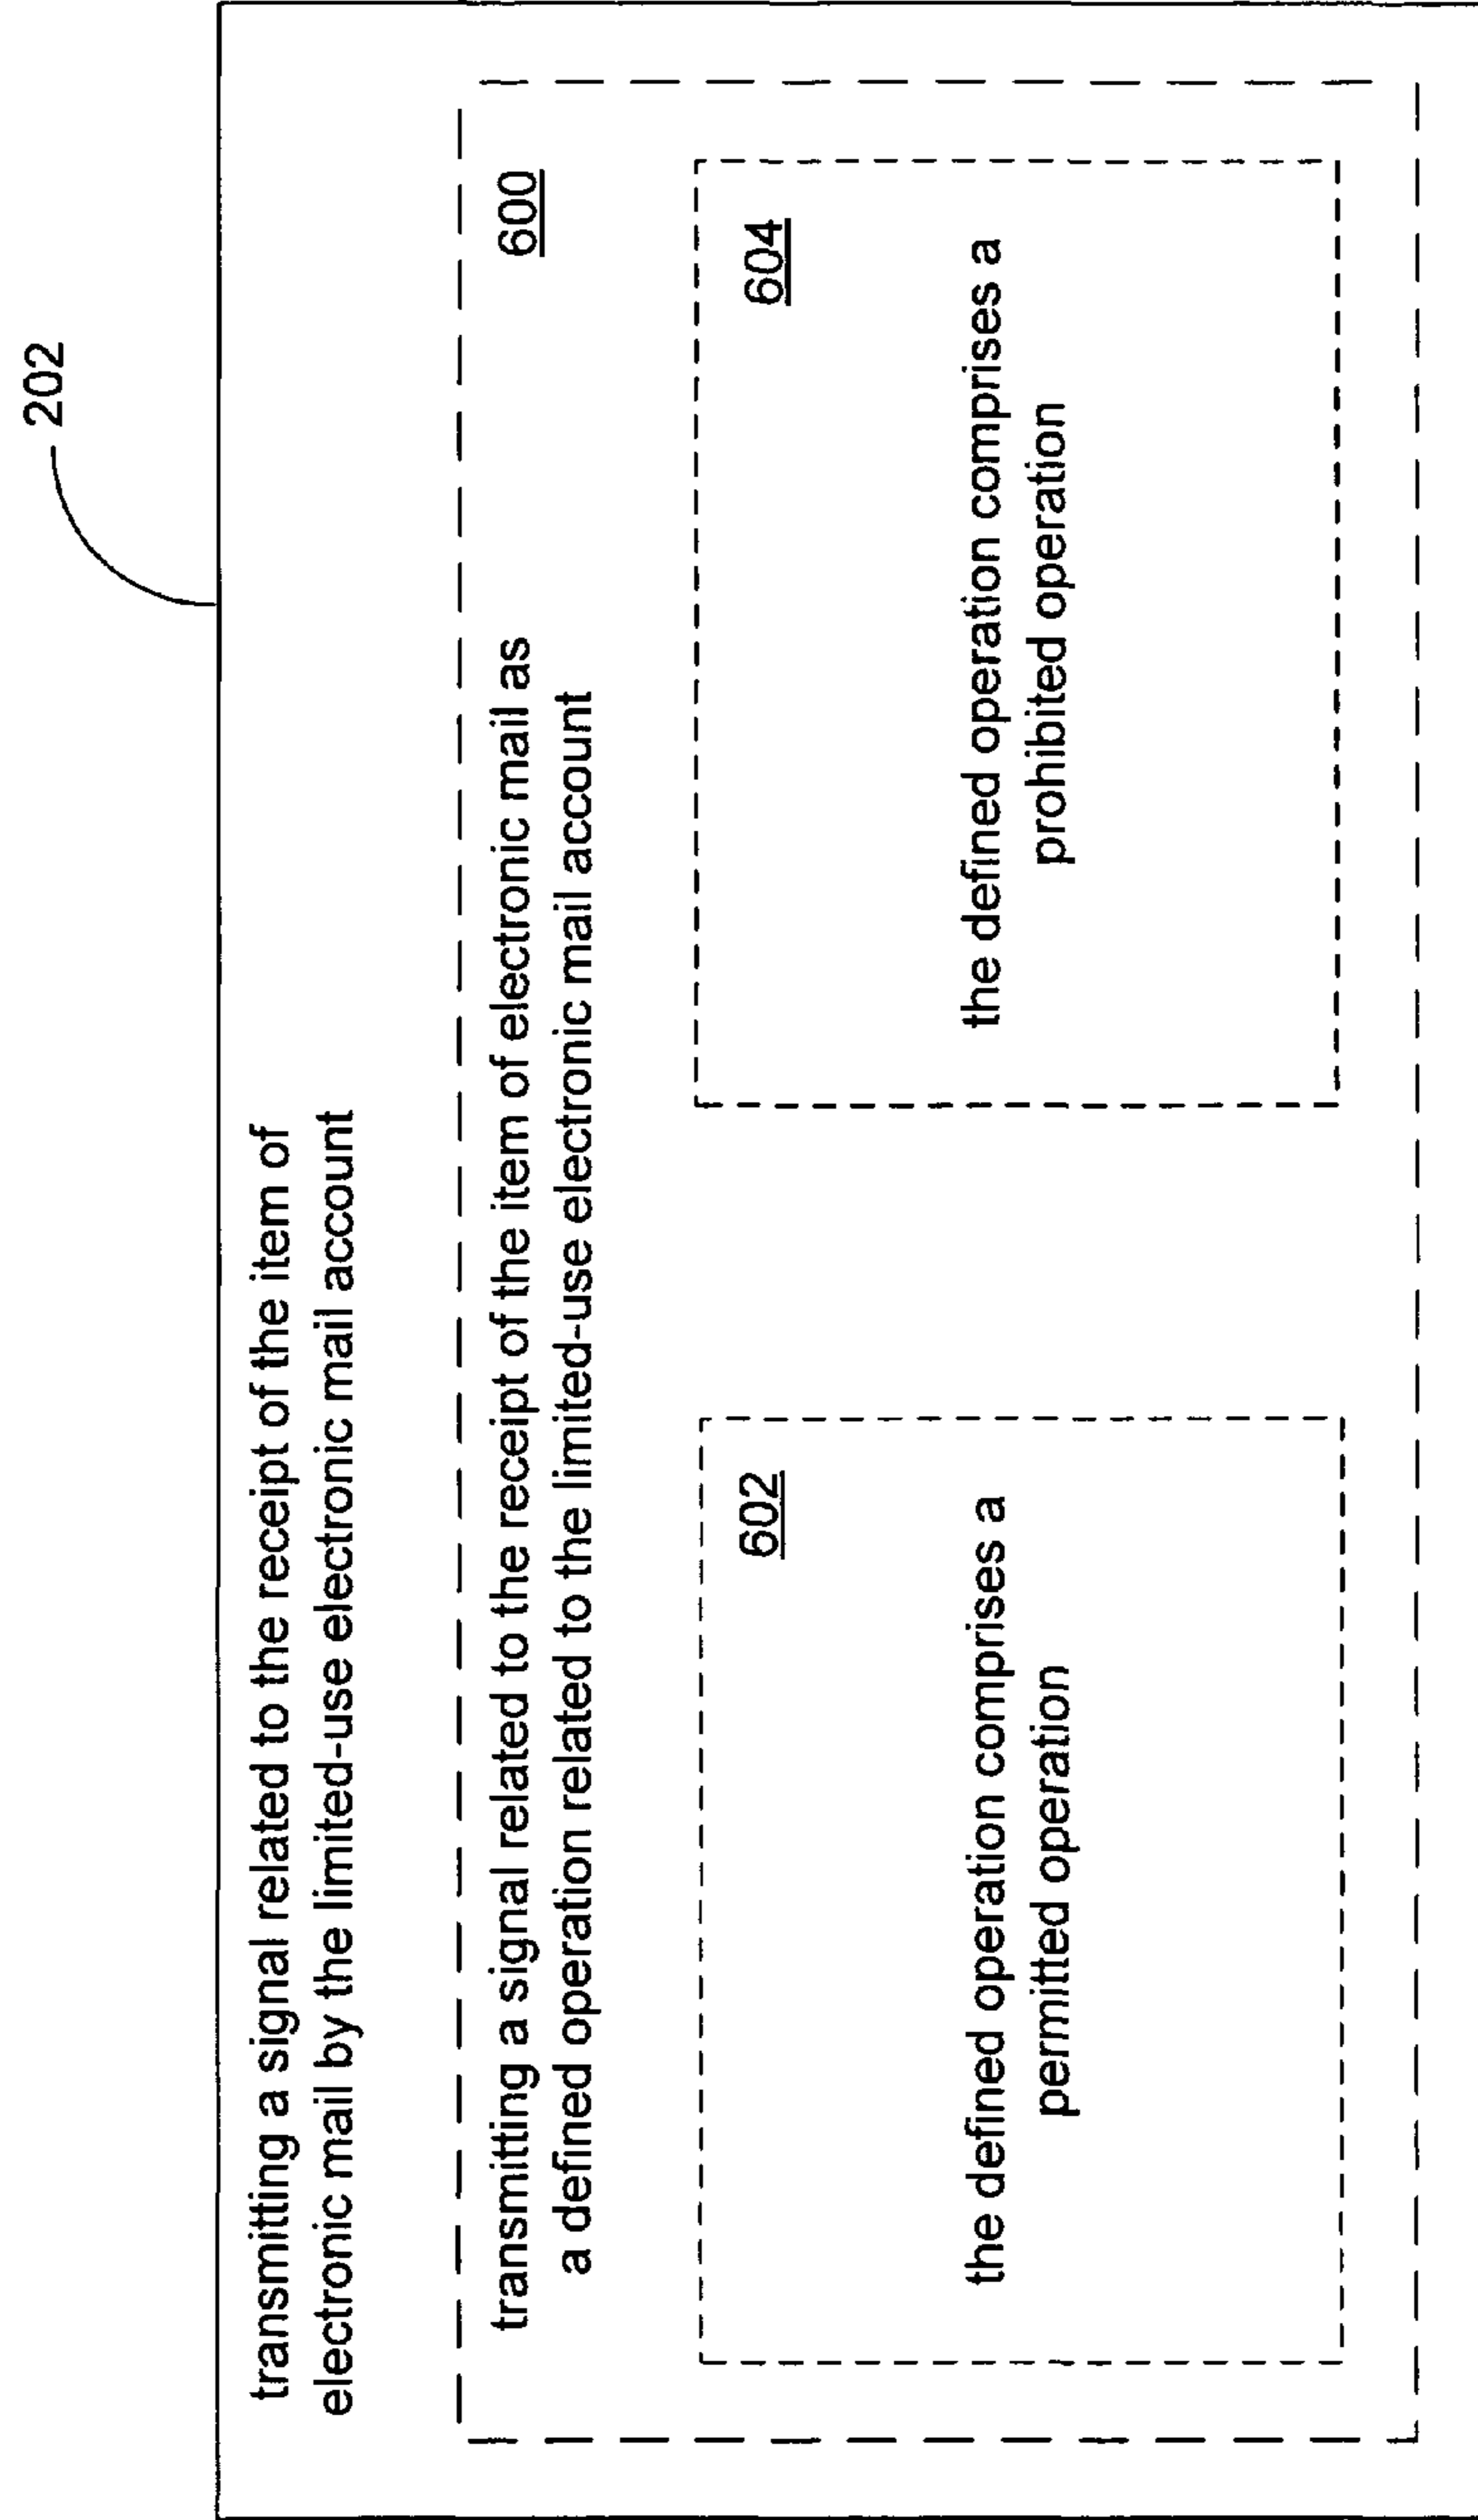 202
transmitting a signal related to the receipt of the item of
electronic mail by the limited-use electronic mail account
600
transmitting a signal related to the receipt of the item of electronic mail as
a defined operation related to the limited-use electronic mail account
602
the defined operation comprises a
permitted operation
604
the defined operation comprises a
prohibited operation